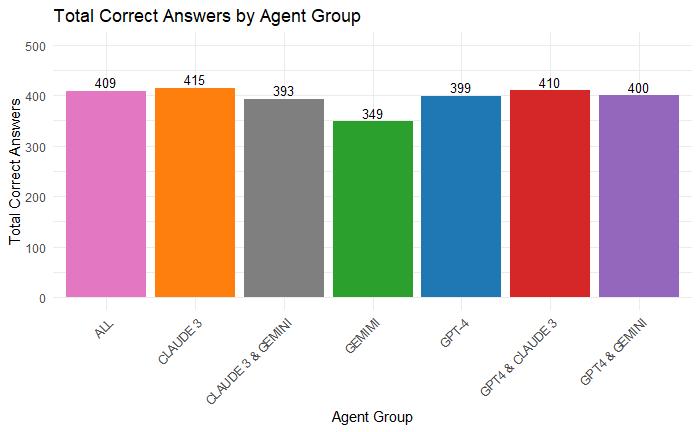 Total Correct Answers by Agent Group
Total Correct Answers
500
400
300
200
100
0
409
415
393
349
399
410
400
ALL
CLAUDE 3
CLAUDE 3 & GEMINI
GEMIMI
GPT-4
GPT4 & CLAUDE 3
GPT4 & GEMINI
Agent Group